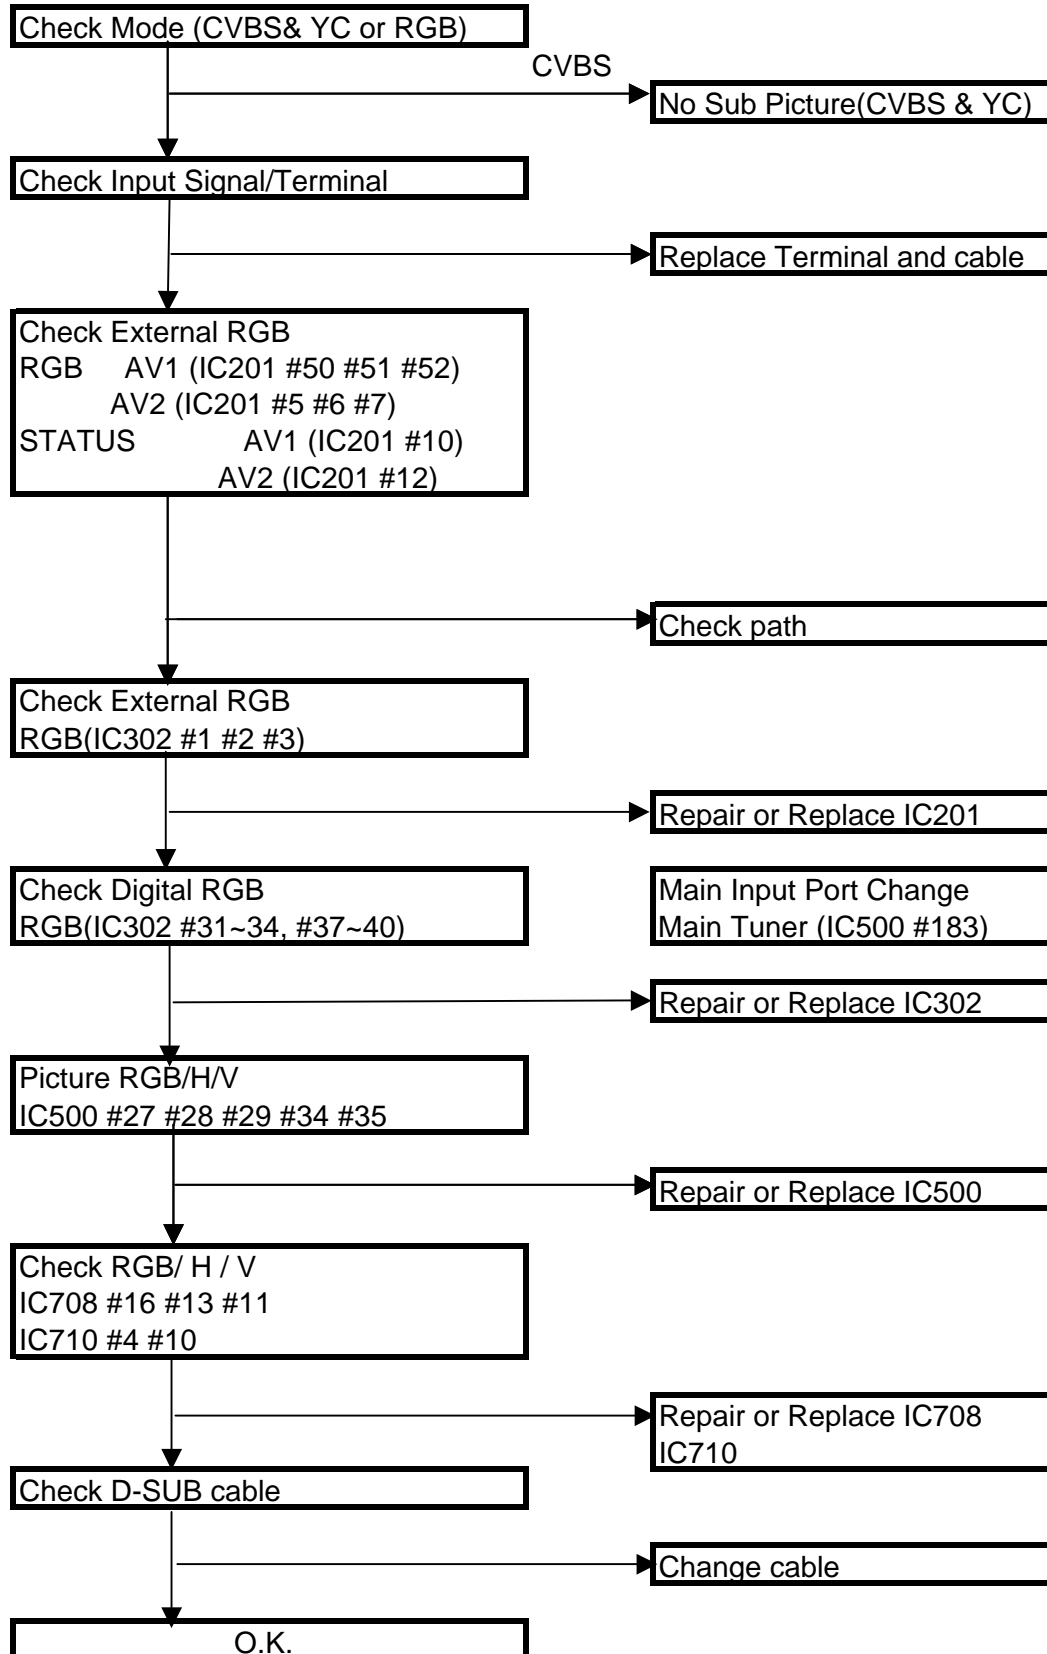 Check Mode (CVBS& YC or RGB)
CVBS
No Sub Picture(CVBS & YC)
Check Input Signal/Terminal
Replace Terminal and cable
Check External RGB
RGB AV1 (IC201 #50 #51 #52)
AV2 (IC201 #5 #6 #7)
STATUS AV1 (IC201 #10)
AV2 (IC201 #12)
Check path
Check External RGB
RGB(IC302 #1 #2 #3)
Repair or Replace IC201
Check Digital RGB
RGB(IC302 #31~34, #37~40)
Main Input Port Change
Main Tuner (IC500 #183)
Repair or Replace IC302
Picture RGB/H/V
IC500 #27 #28 #29 #34 #35
Repair or Replace IC500
Check RGB/ H / V
IC708 #16 #13 #11
IC710 #4 #10
Repair or Replace IC708
IC710
Check D-SUB cable
Change cable
O.K.